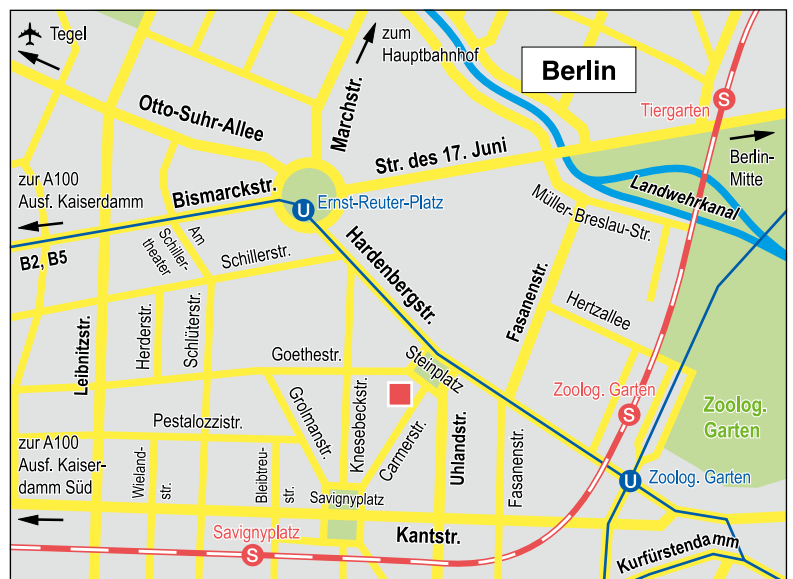 Tegel
zum
Hauptbahnhof
Berlin
Tiergarten
S
Otto-Suhr-Allee
Marchstr.
Str. des 17. Juni
Berlin-
Mitte
zur A100
Ausf. Kaiserdamm
Bismarckstr.
U
Ernst-Reuter-Platz
Landwehrkanal
Müller-Breslau-Str.
B2, B5
Am
Schiller-
theater
Schillerstr.
Hardenbergstr.
Fasanenstr.
Hertzallee
Leibnitzstr.
Herderstr.
Schlüterstr.
Goethestr.
Steinplatz
Zoolog. Garten
S
Zoolog.
Garten
Grolmanstr.
Knesebeckstr.
Carmerstr.
Uhlandstr.
Fasanenstr.
Pestalozzistr.
zur A100
Ausf. Kaiser-
damm Süd
Wieland-
str.
Bleibtreu-
str.
Savignyplatz
U
Zoolog. Garten
Kantstr.
Savignyplatz
S
Kurfürstendamm